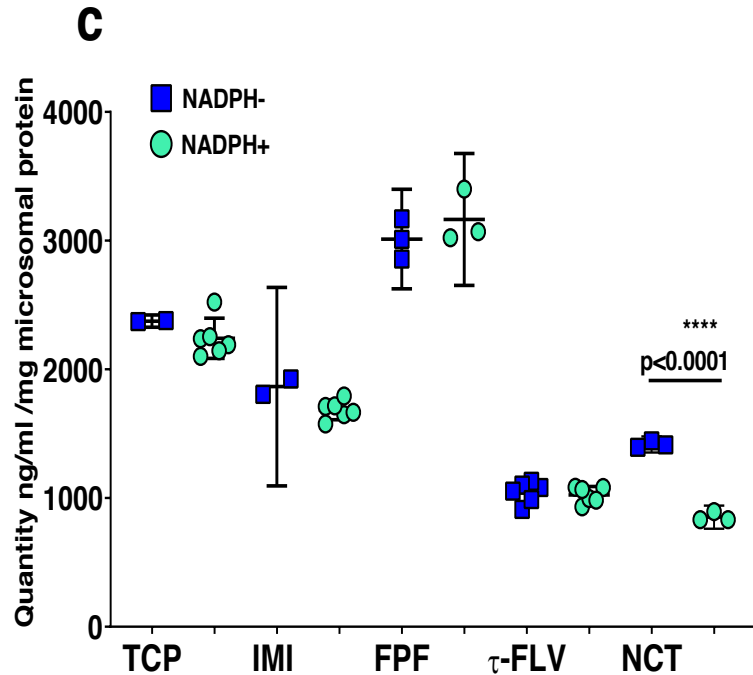 C
NADPH-
NADPH+
Quantity ng/ml /mg microsomal protein
4000
3000
2000
1000
0
****
p<0.0001
TCP IMI FPF τ-FLV NCT